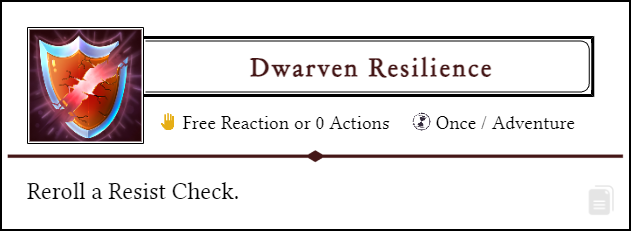 Dwarven Resilience
Free Reaction or 0 Actions Once / Adventure
Reroll a Resist Check.